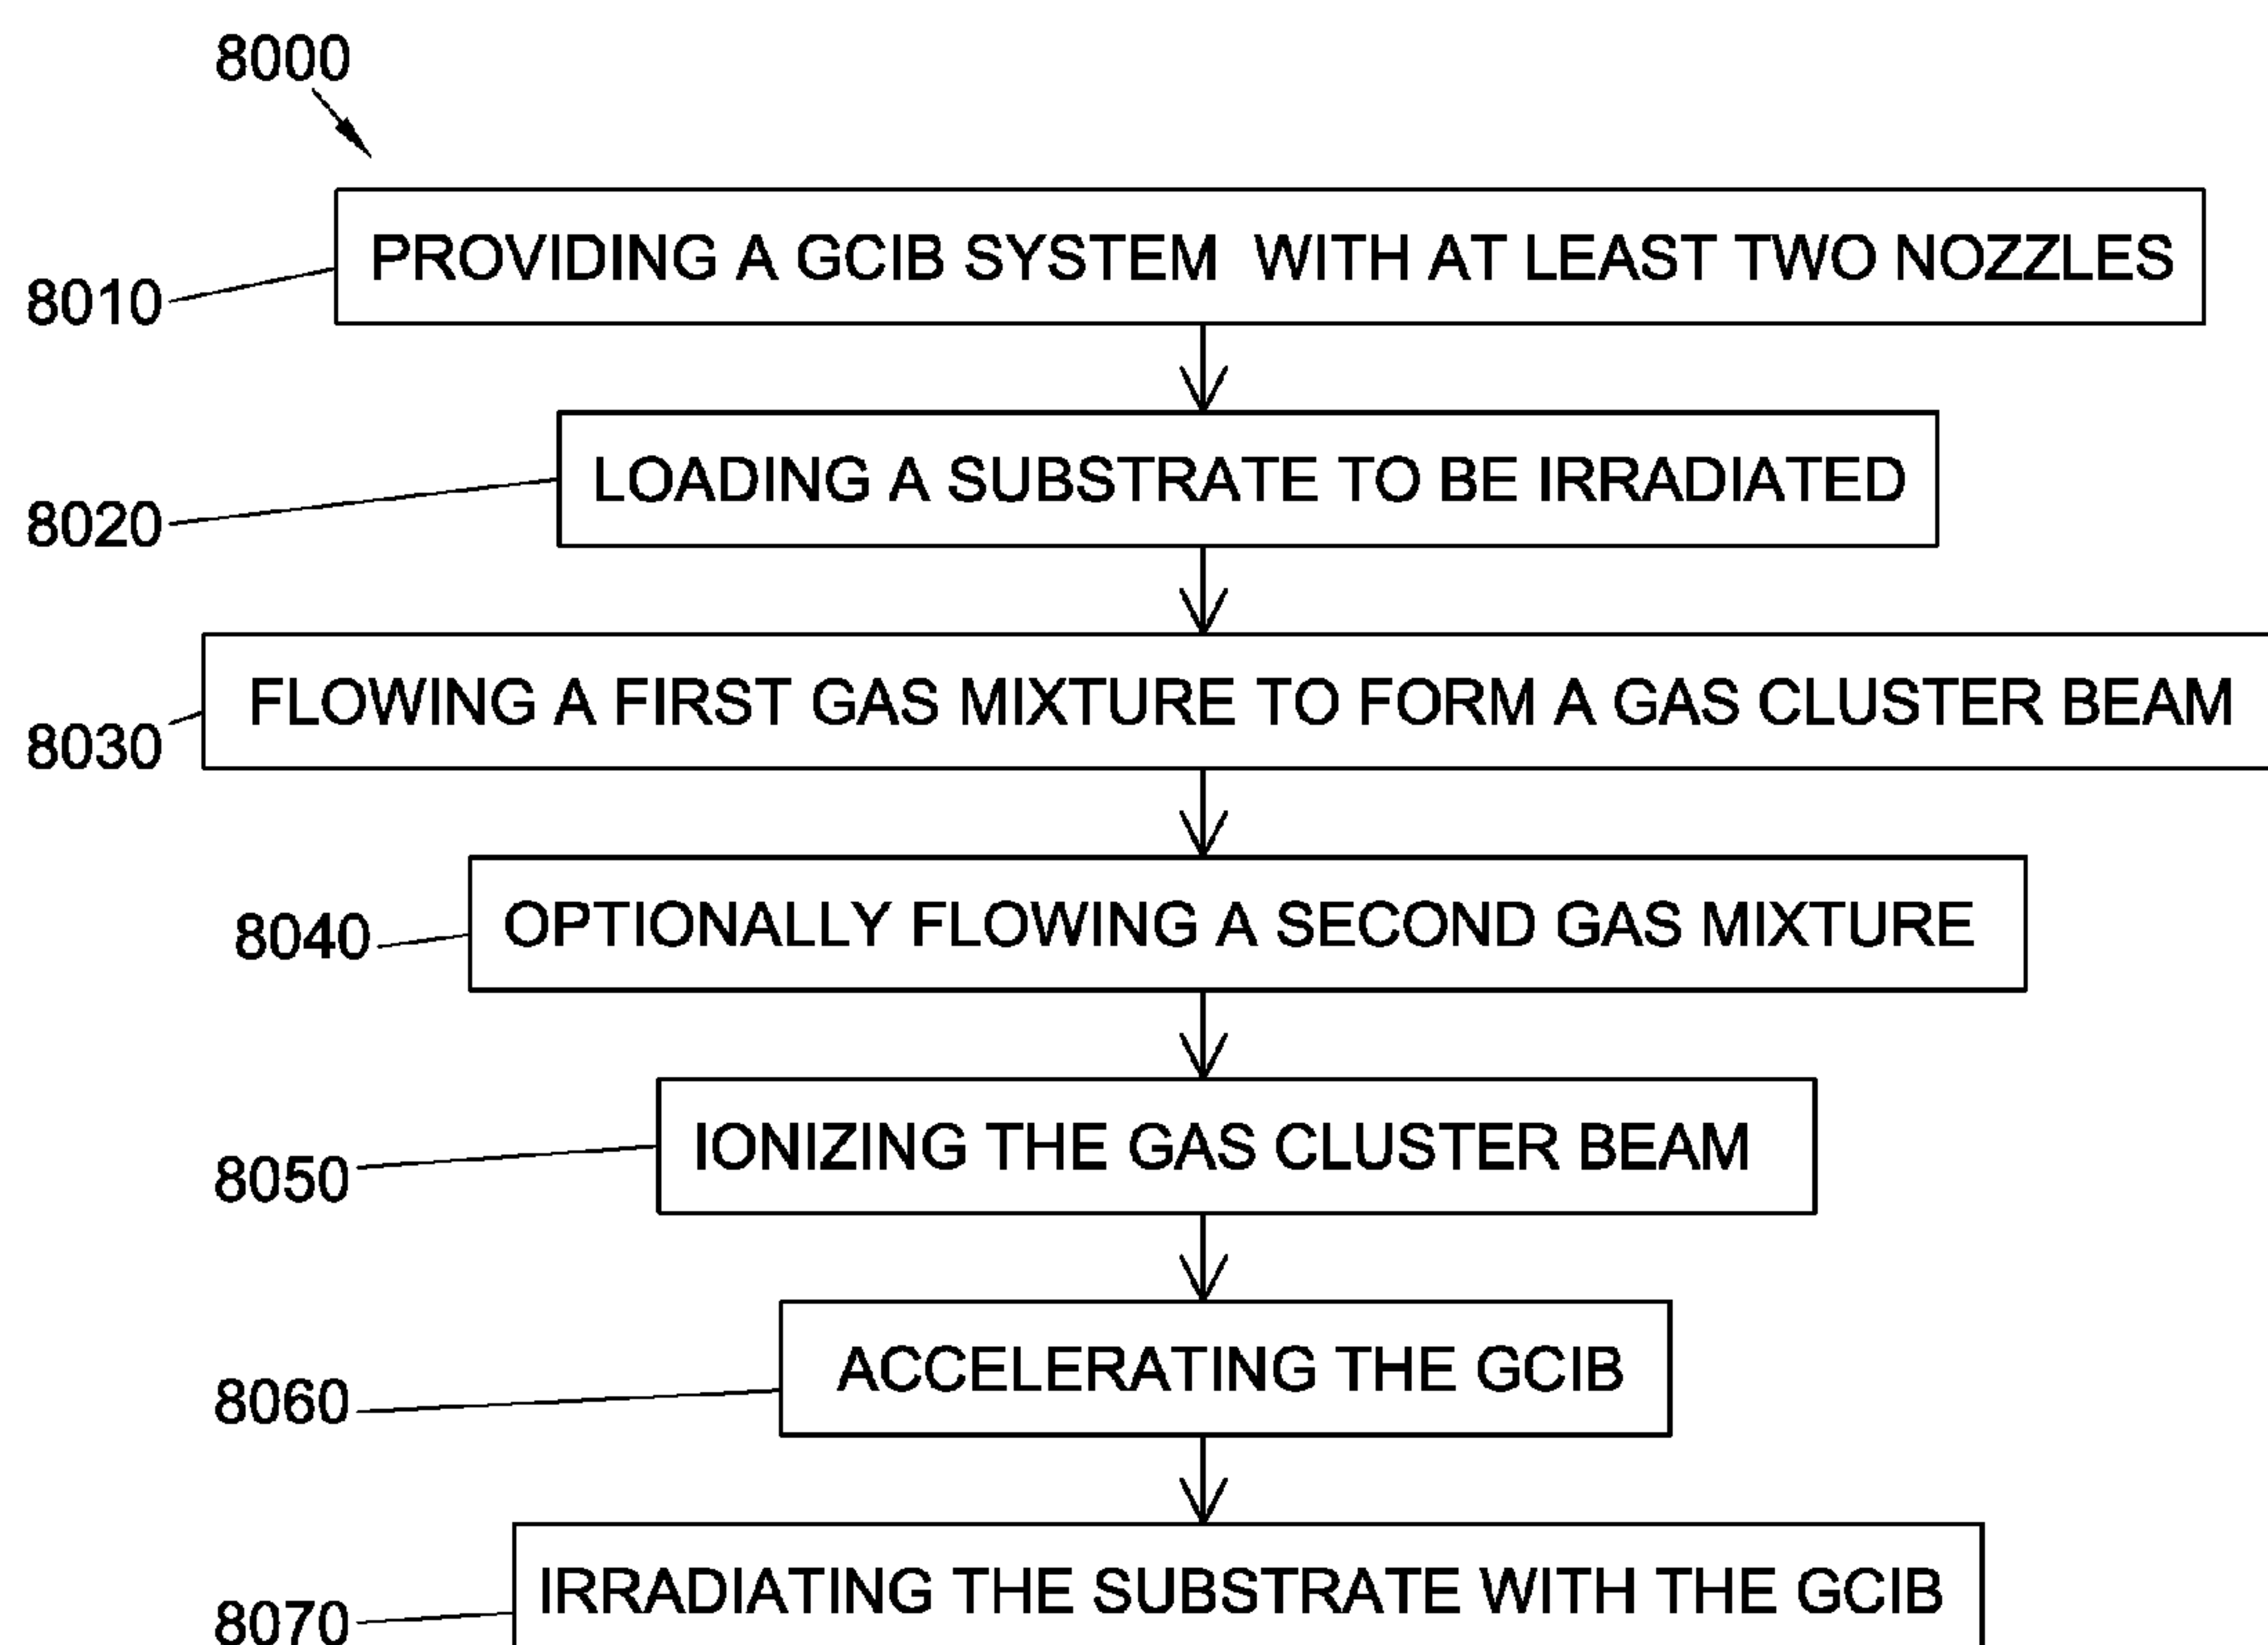 8000
PROVIDING A GCIB SYSTEM WITH AT LEAST TWO NOZZLES
8010
LOADING A SUBSTRATE TO BE IRRADIATED
8020
FLOWING A FIRST GAS MIXTURE TO FORM A GAS CLUSTER BEAM
8030
OPTIONALLY FLOWING A SECOND GAS MIXTURE
8040
IONIZING THE GAS CLUSTER BEAM
8050
ACCELERATING THE GCIB
8060
IRRADIATING THE SUBSTRATE WITH THE GCIB
8070